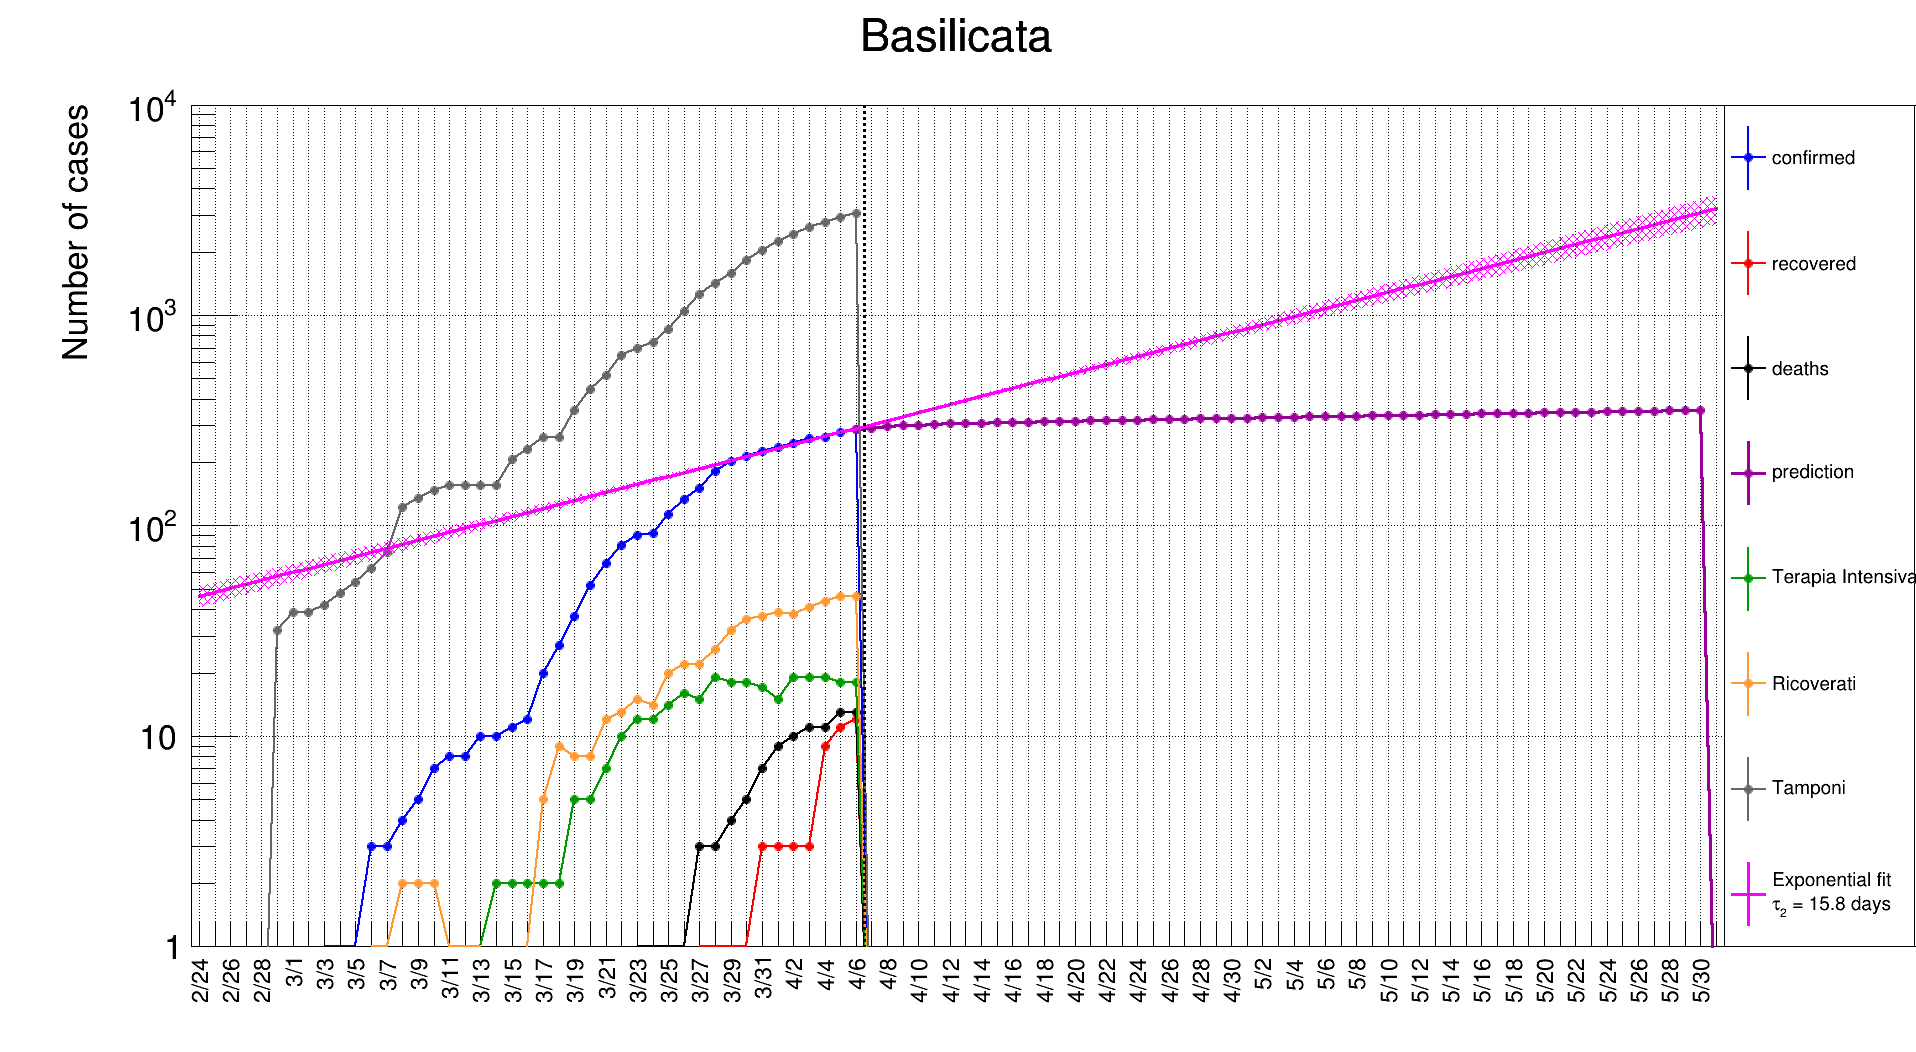 Basilicata
Number of cases
10^4
10^3
10^2
10
1
2/24 2/26 2/28 3/1 3/3 3/5 3/7 3/9 3/11 3/13 3/15 3/17 3/19 3/21 3/23 3/25 3/27 3/29 3/31 4/2 4/4 4/6 4/8 4/10 4/12 4/14 4/16 4/18 4/20 4/22 4/24 4/26 4/28 4/30 5/2 5/4 5/6 5/8 5/10 5/12 5/14 5/16 5/18 5/20 5/22 5/24 5/26 5/28 5/30
confirmed
recovered
deaths
prediction
Terapia Intensiva
Ricoverati
Tamponi
Exponential fit
τ₂ = 15.8 days